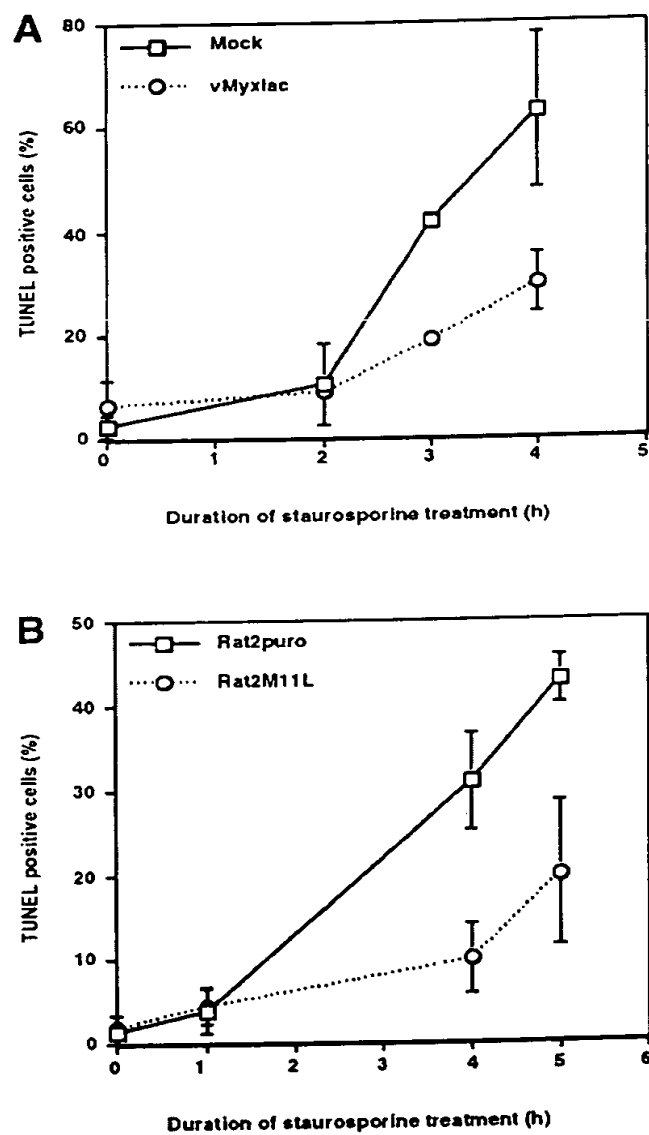 A
80
60
40
20
0
TUNEL positive cells (%)
Mock
vMyxlac
0 1 2 3 4 5
Duration of staurosporine treatment (h)
B
50
40
30
20
10
0
TUNEL positive cells (%)
Rat2puro
Rat2M11L
0 1 2 3 4 5 6
Duration of staurosporine treatment (h)